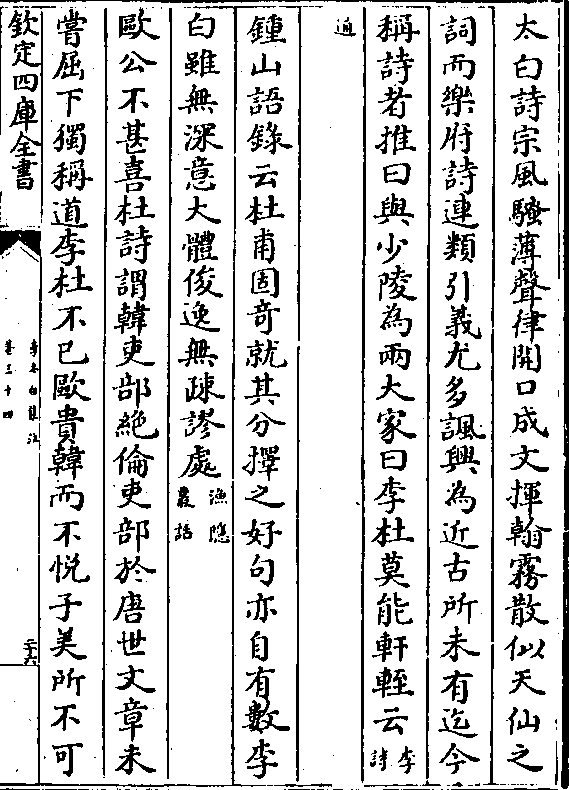 太白詩宗風騷薄聲律開口成文揮翰霧散似天仙之
詞而樂府詩連類引義尤多諷興為近古所未有迄今
稱詩者推曰與少陵為兩大家曰李杜莫能軒輊云李詩
迪
鍾山語錄云杜甫固奇就其分擇之好句亦自有數李
白雖無深意大體俊逸無疎謬處漁隱叢話
歐公不甚喜杜詩謂韓吏部絶倫吏部於唐世文章未
嘗屈下獨稱道李杜不已歐貴韓而不悦子美所不可
欽定四庫全書
李太白集注
卷三十四
二十六